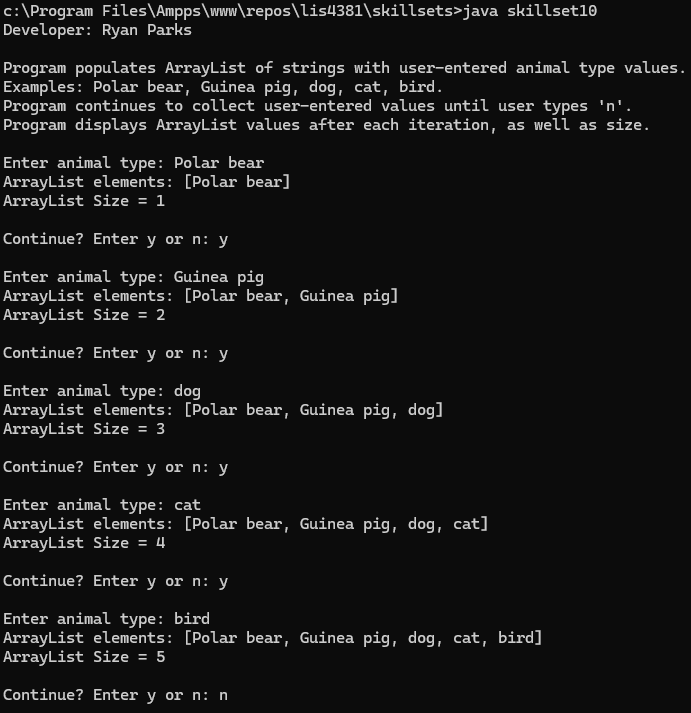 c:\Program Files\Ampps\www\repos\lis4381\skillsets>java skillset10
Developer: Ryan Parks
Program populates ArrayList of strings with user-entered animal type values.
Examples: Polar bear, Guinea pig, dog, cat, bird.
Program continues to collect user-entered values until user types 'n'.
Program displays ArrayList values after each iteration, as well as size.
Enter animal type: Polar bear
ArrayList elements: [Polar bear]
ArrayList Size = 1
Continue? Enter y or n: y
Enter animal type: Guinea pig
ArrayList elements: [Polar bear, Guinea pig]
ArrayList Size = 2
Continue? Enter y or n: y
Enter animal type: dog
ArrayList elements: [Polar bear, Guinea pig, dog]
ArrayList Size = 3
Continue? Enter y or n: y
Enter animal type: cat
ArrayList elements: [Polar bear, Guinea pig, dog, cat]
ArrayList Size = 4
Continue? Enter y or n: y
Enter animal type: bird
ArrayList elements: [Polar bear, Guinea pig, dog, cat, bird]
ArrayList Size = 5
Continue? Enter y or n: n